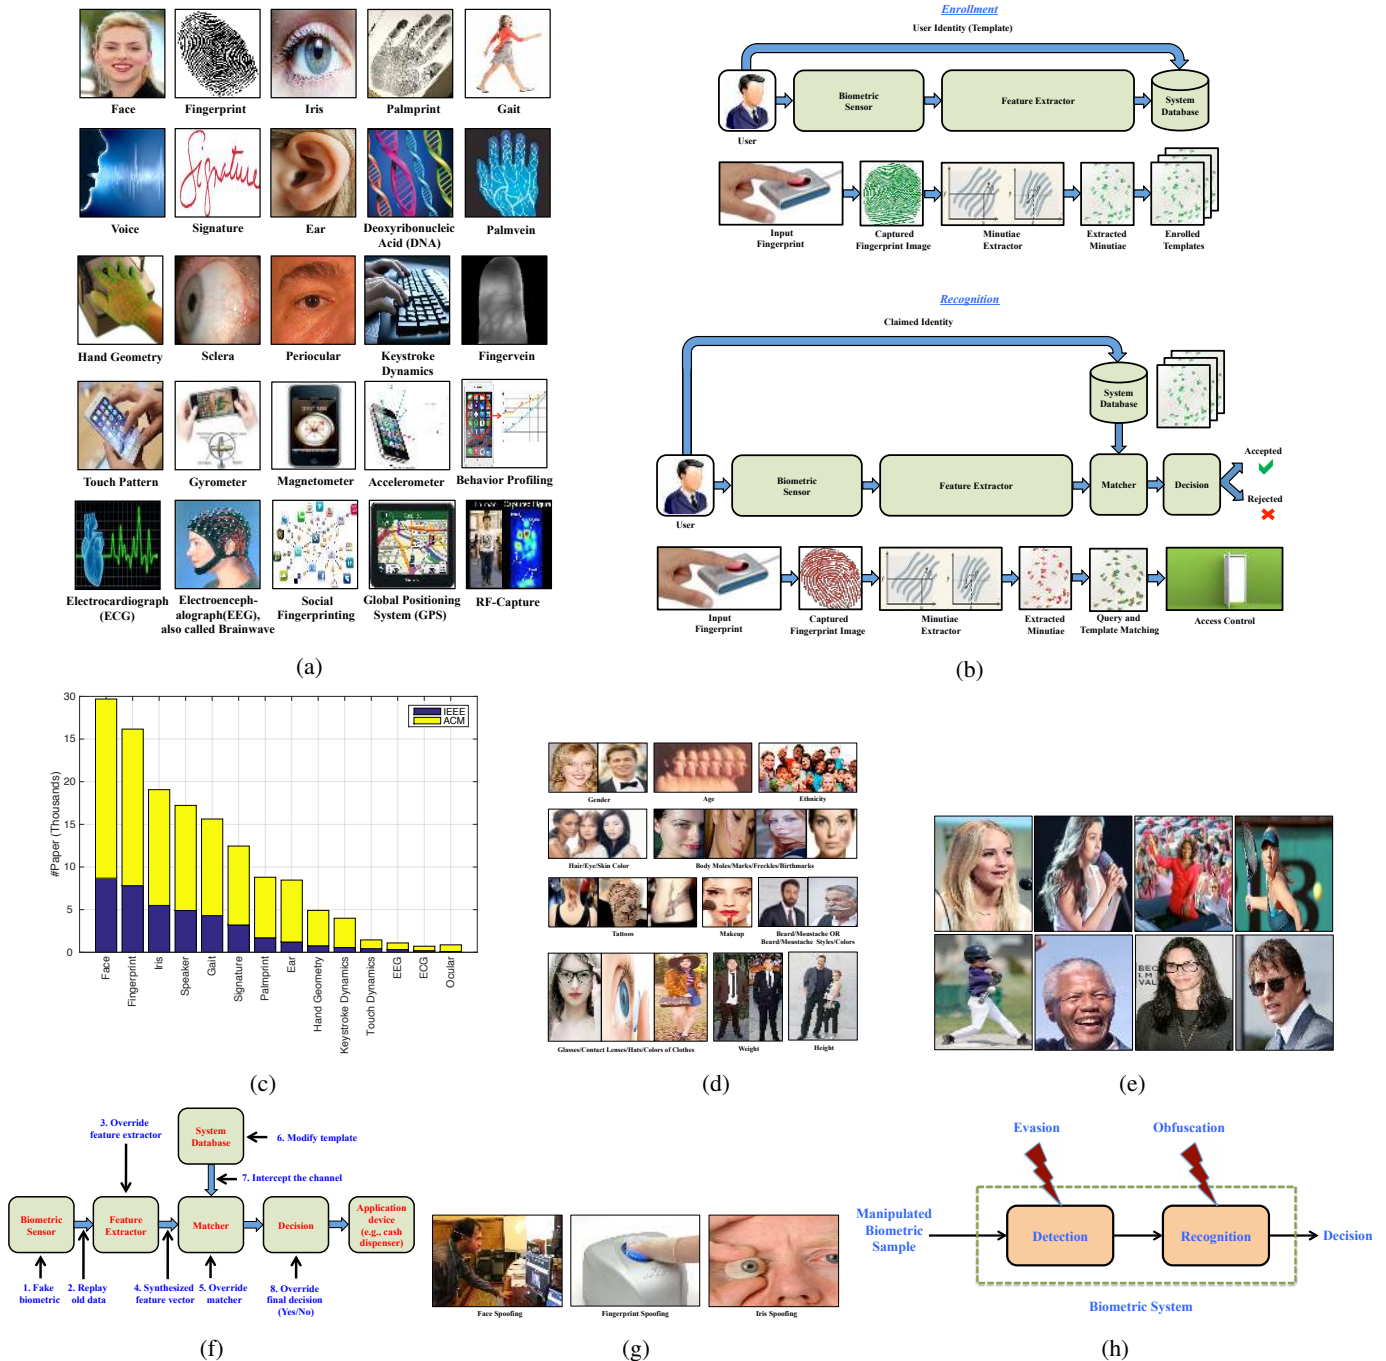 Face
Fingerprint
Iris
Palmprint
Gait
Voice
Signature
Signature
Ear
Deoxyribonucleic
Acid (DNA)
Palmvein
Hand Geometry
Sclera
Periocular
Keystroke
Dynamics
Fingervein
Touch Pattern
Gyrometer
Magnetometer
Accelerometer
Behavior Profiling
Electrocardiograph
(ECG)
Electroenceph-
alograph(EEG),
also called Brainwave
Social
Fingerprinting
Global Positioning
System (GPS)
RF-Capture
(a)
Enrollment
User Identity (Template)
User
Biometric
Sensor
Feature Extractor
System
Database
Input
Fingerprint
Captured
Fingerprint Image
Minutiae
Extractor
Extracted
Minutiae
Enrolled
Templates
Recognition
Claimed Identity
System
Database
User
Biometric
Sensor
Feature Extractor
Matcher
Decision
Accepted
Rejected
Input
Fingerprint
Captured
Fingerprint Image
Minutiae
Extractor
Extracted
Minutiae
Query and
Template Matching
Access Control
(b)
#Paper (Thousands)
30
15
20
15
10
5
0
IEEE
ACM
Face
Fingerprint
Iris
Speaker
Gait
Signature
Palmprint
Ear
Hand Geometry
Keystroke Dynamics
Touch Dynamics
EEG
ECG
Ocular
(c)
Gender
Age
Ethnicity
Hair/Eye/Skin Color
Body Moles/Marks/Freckles/Birthmarks
Tattoos
Makeup
Beard/Moustache OR
Beard/Moustache Styles/Colors
Glasses/Contact Lenses/Hats/Colors of Clothes
Weight
Height
(d)
BEC
I.M
VAL
(e)
3. Override
feature extractor
System
Database
6. Modify template
7. Intercept the channel
Biometric
Sensor
Feature
Extractor
Matcher
Decision
Application
device
(e.g., cash
dispenser)
1. Fake
biometric
2. Replay
old data
4. Synthesized
feature vector
5. Override
matcher
8. Override
final decision
(Yes/No)
(f)
Face Spoofing
Fingerprint Spoofing
Iris Spoofing
(g)
Evasion
Obfuscation
Manipulated
Biometric
Sample
Detection
Recognition
Decision
Biometric System
(h)